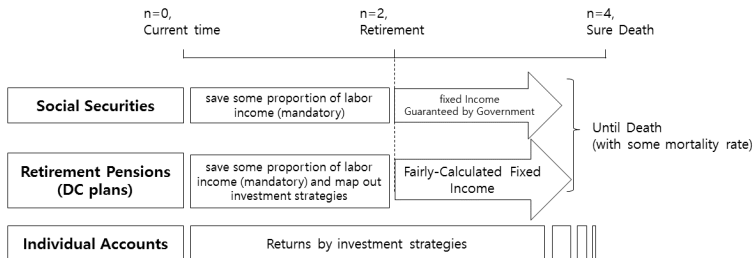 n=0,
Current time
n=2,
Retirement
n=4,
Sure Death
Social Securities
save some proportion of labor
income (mandatory)
fixed Income
Guaranteed by Government
Until Death
(with some mortality rate)
Retirement Pensions
(DC plans)
save some proportion of labor
income (mandatory) and map out
investment strategies
Fairly-Calculated Fixed
Income
Individual Accounts
Returns by investment strategies